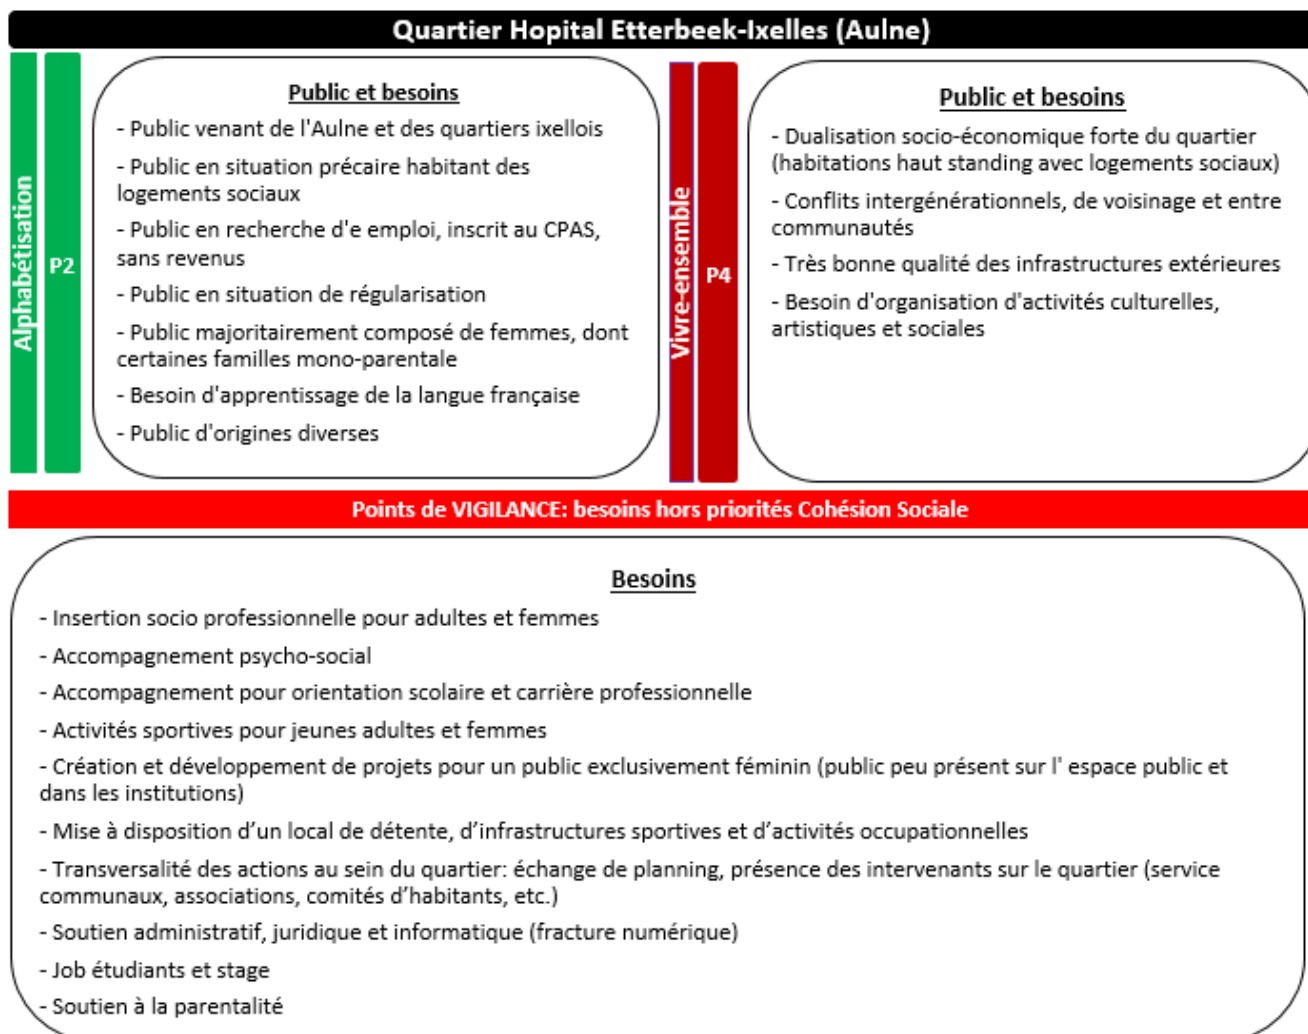 Quartier Hopital Etterbeek-Ixelles (Aulne)
Alphabétisation
P2
Public et besoins
- Public venant de l'Aulne et des quartiers ixellois
- Public en situation précaire habitant des
logements sociaux
- Public en recherche d'e emploi, inscrit au CPAS,
sans revenus
- Public en situation de régularisation
- Public majoritairement composé de femmes, dont
certaines familles mono-parentale
- Besoin d'apprentissage de la langue française
- Public d'origines diverses
Vivre-ensemble
P4
Public et besoins
- Dualisation socio-économique forte du quartier
(habitations haut standing avec logements sociaux)
- Conflits intergénérationnels, de voisinage et entre
communautés
- Très bonne qualité des infrastructures extérieures
- Besoin d'organisation d'activités culturelles,
artistiques et sociales
Points de VIGILANCE: besoins hors priorités Cohésion Sociale
Besoins
- Insertion socio professionnelle pour adultes et femmes
- Accompagnement psycho-social
- Accompagnement pour orientation scolaire et carrière professionnelle
- Activités sportives pour jeunes adultes et femmes
- Création et développement de projets pour un public exclusivement féminin (public peu présent sur l' espace public et
dans les institutions)
- Mise à disposition d’un local de détente, d’infrastructures sportives et d’activités occupationnelles
- Transversalité des actions au sein du quartier: échange de planning, présence des intervenants sur le quartier (service
communaux, associations, comités d’habitants, etc.)
- Soutien administratif, juridique et informatique (fracture numérique)
- Job étudiants et stage
- Soutien à la parentalité